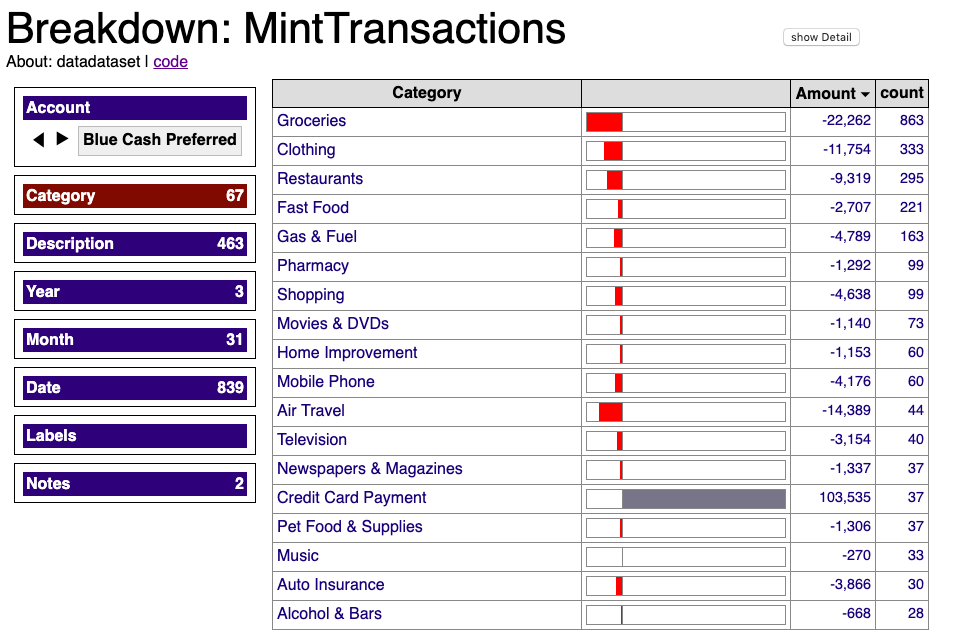 Breakdown: MintTransactions
show Detail
About: datadataset | code
Account
◀ ▶ Blue Cash Preferred
Category 67
Description 463
Year 3
Month 31
Date 839
Labels
Notes 2
Category Amount ▾ count
Groceries -22,262 863
Clothing -11,754 333
Restaurants -9,319 295
Fast Food -2,707 221
Gas & Fuel -4,789 163
Pharmacy -1,292 99
Shopping -4,638 99
Movies & DVDs -1,140 73
Home Improvement -1,153 60
Mobile Phone -4,176 60
Air Travel -14,389 44
Television -3,154 40
Newspapers & Magazines -1,337 37
Credit Card Payment 103,535 37
Pet Food & Supplies -1,306 37
Music -270 33
Auto Insurance -3,866 30
Alcohol & Bars -668 28